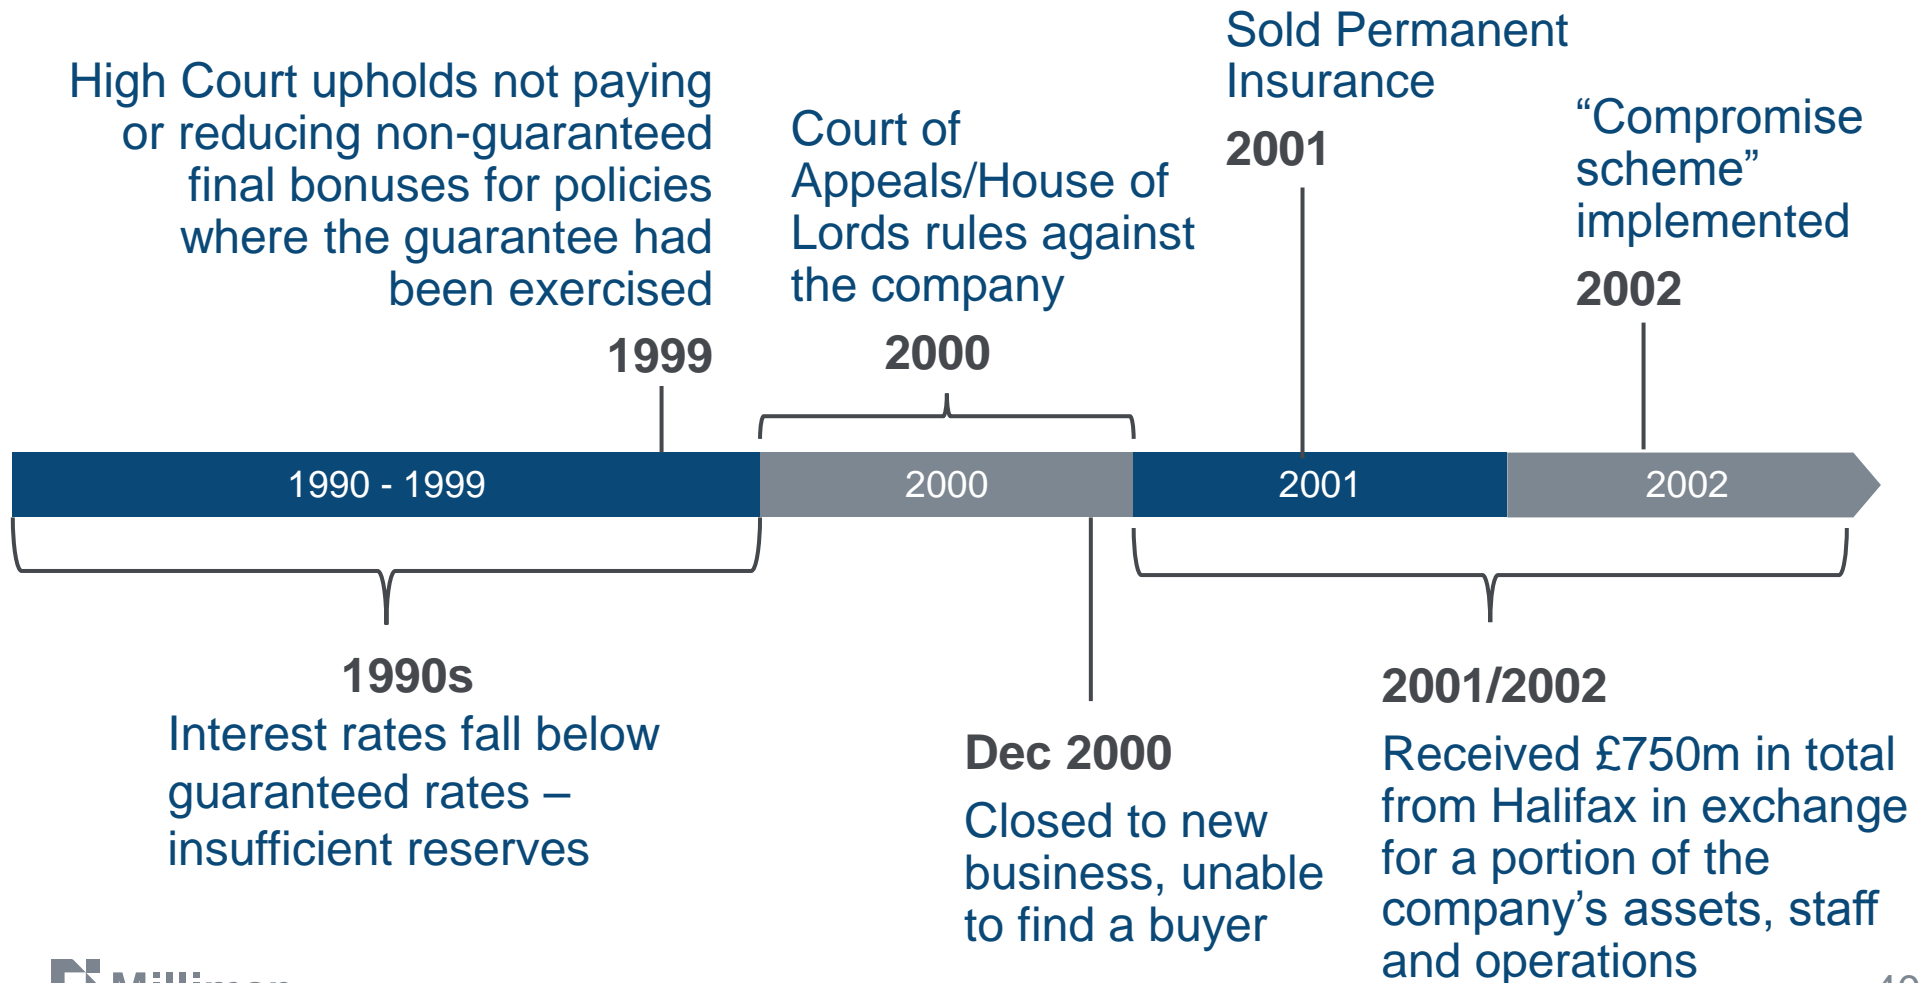 High Court upholds not paying
or reducing non-guaranteed
final bonuses for policies
where the guarantee had
been exercised
1999
Court of
Appeals/House of
Lords rules against
the company
2000
Sold Permanent
Insurance
2001
“Compromise
scheme”
implemented
2002
1990 - 1999
2000
2001
2002
1990s
Interest rates fall below
guaranteed rates –
insufficient reserves
Dec 2000
Closed to new
business, unable
to find a buyer
2001/2002
Received £750m in total
from Halifax in exchange
for a portion of the
company’s assets, staff
and operations
Milliman